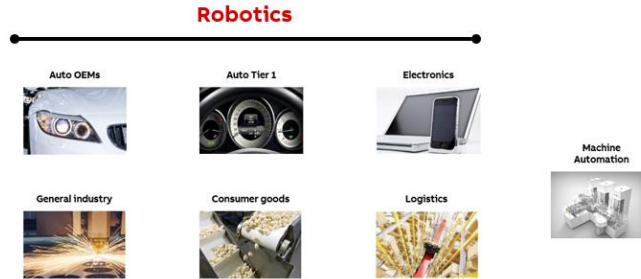 Robotics
Auto OEMs
Auto Tier 1
Electronics
Machine
Automation
General industry
Consumer goods
Logistics